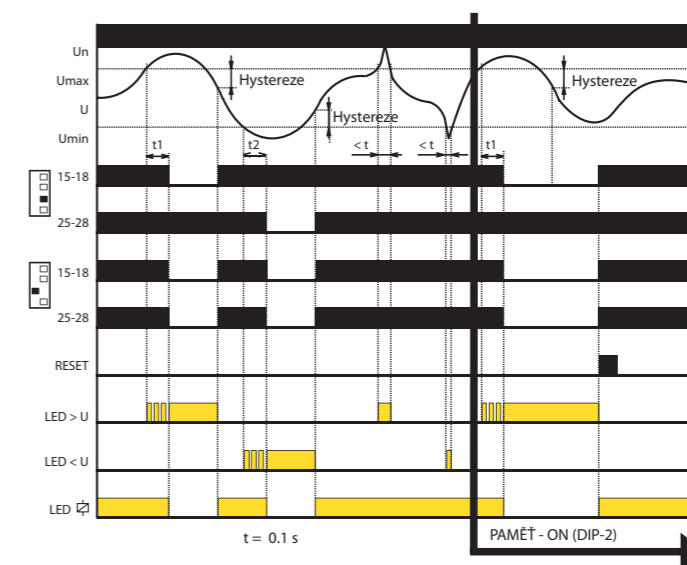 Un
Umax
Hystereze
Hystereze
U
Hystereze
Umin
t1
t2
< t
< t
t1
15-18
25-28
15-18
25-28
RESET
LED > U
LED < U
LED
t = 0.1 s
PAMĚŤ - ON (DIP-2)